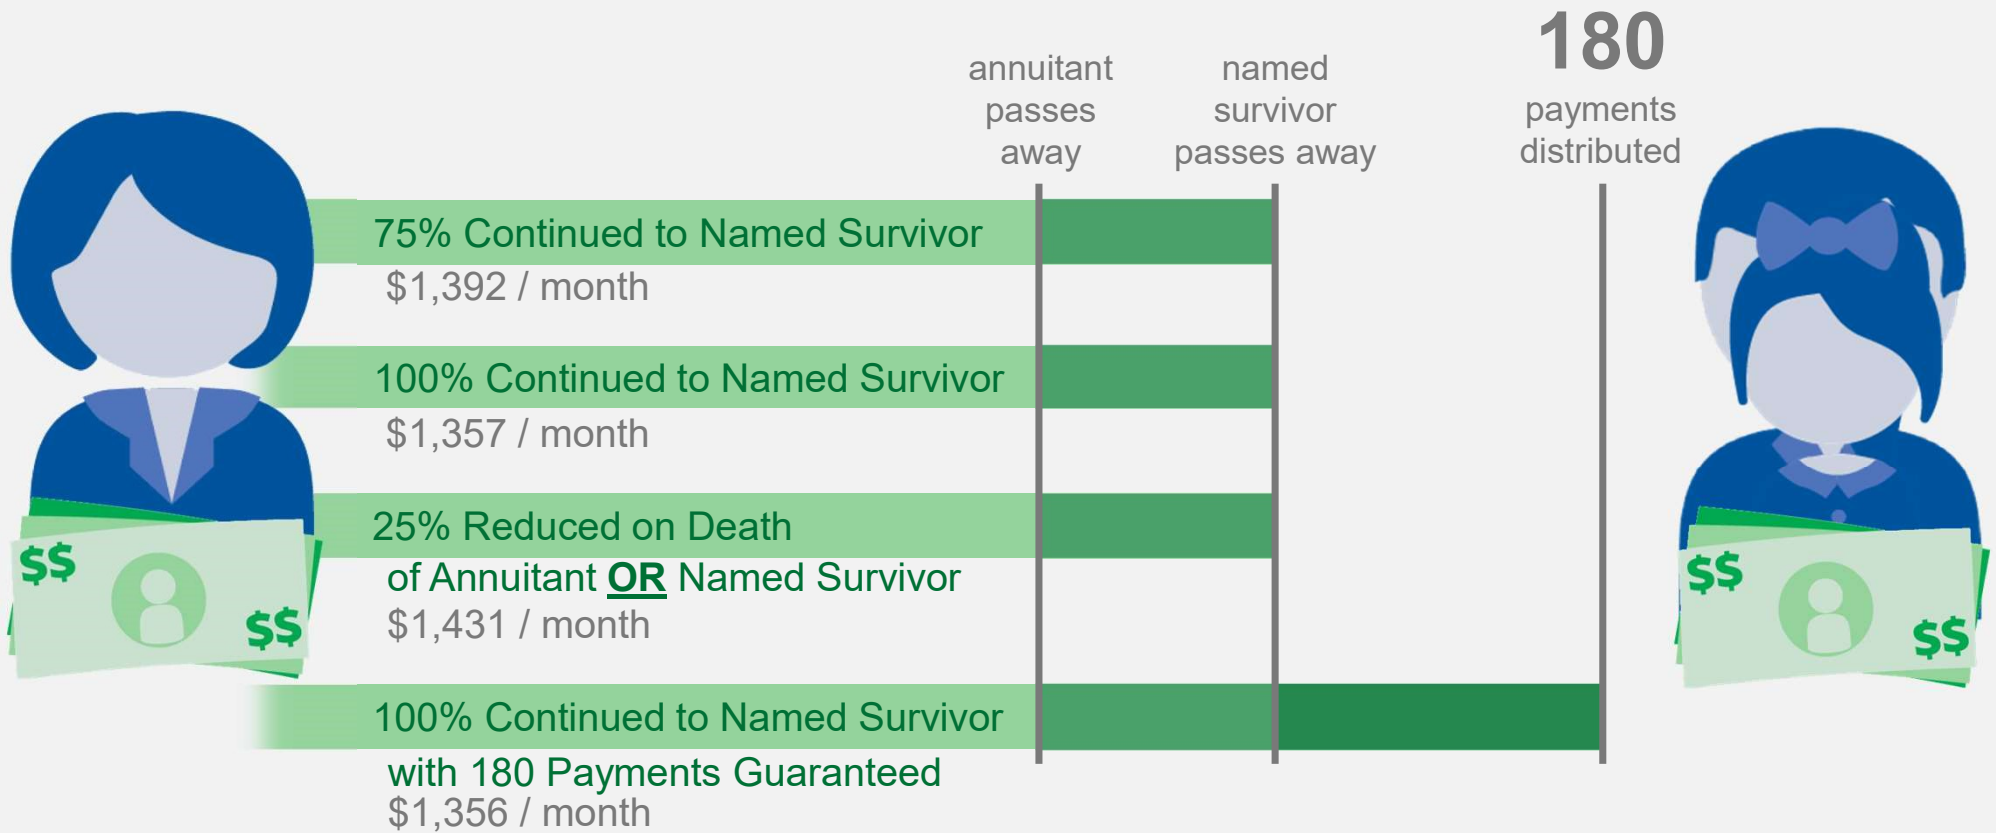 180
annuitant
passes
away
named
survivor
passes away
payments
distributed
75% Continued to Named Survivor
$1,392 / month
100% Continued to Named Survivor
$1,357 / month
25% Reduced on Death
of Annuitant OR Named Survivor
$1,431 / month
100% Continued to Named Survivor
with 180 Payments Guaranteed
$1,356 / month
$$
$$
$$
$$